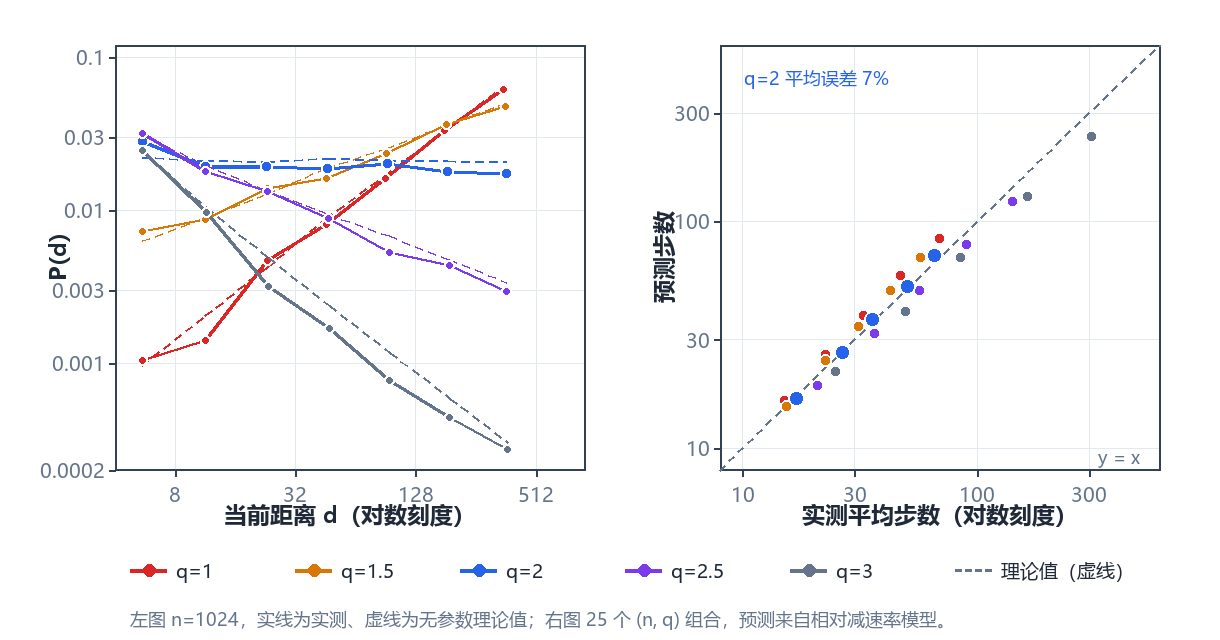 0.1
0.03
0.01
0.003
0.001
0.0002
P(d)
8
32
128
512
当前距离 d（对数刻度）
q=2 平均误差 7%
300
100
30
10
预测步数
y = x
10
30
100
300
实测平均步数（对数刻度）
q=1
q=1.5
q=2
q=2.5
q=3
理论值（虚线）
左图 n=1024，实线为实测、虚线为无参数理论值；右图 25 个 (n, q) 组合，预测来自相对减速率模型。